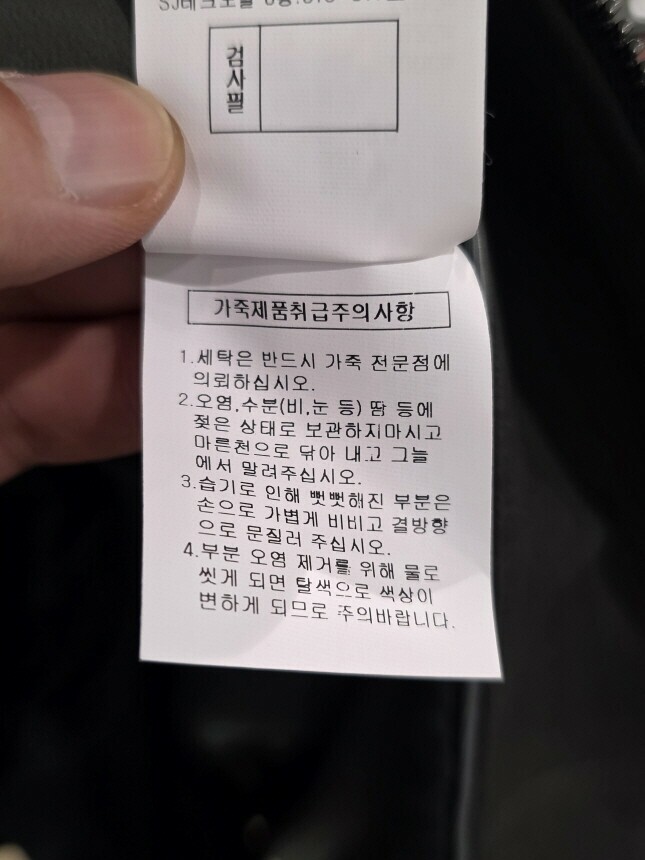 검사필
가죽제품취급주의사항
1.세탁은 반드시 가죽 전문점에
의뢰하십시오.
2.오염,수분(비,눈 등) 땀 등에
젖은 상태로 보관하지마시고
마른천으로 닦아 내고 그늘
에서 말려주십시오.
3.습기로 인해 뻣뻣해진 부분은
손으로 가볍게 비비고 결방향
으로 문질러 주십시오.
4.부분 오염 제거를 위해 물로
씻게 되면 탈색으로 색상이
변하게 되므로 주의바랍니다.